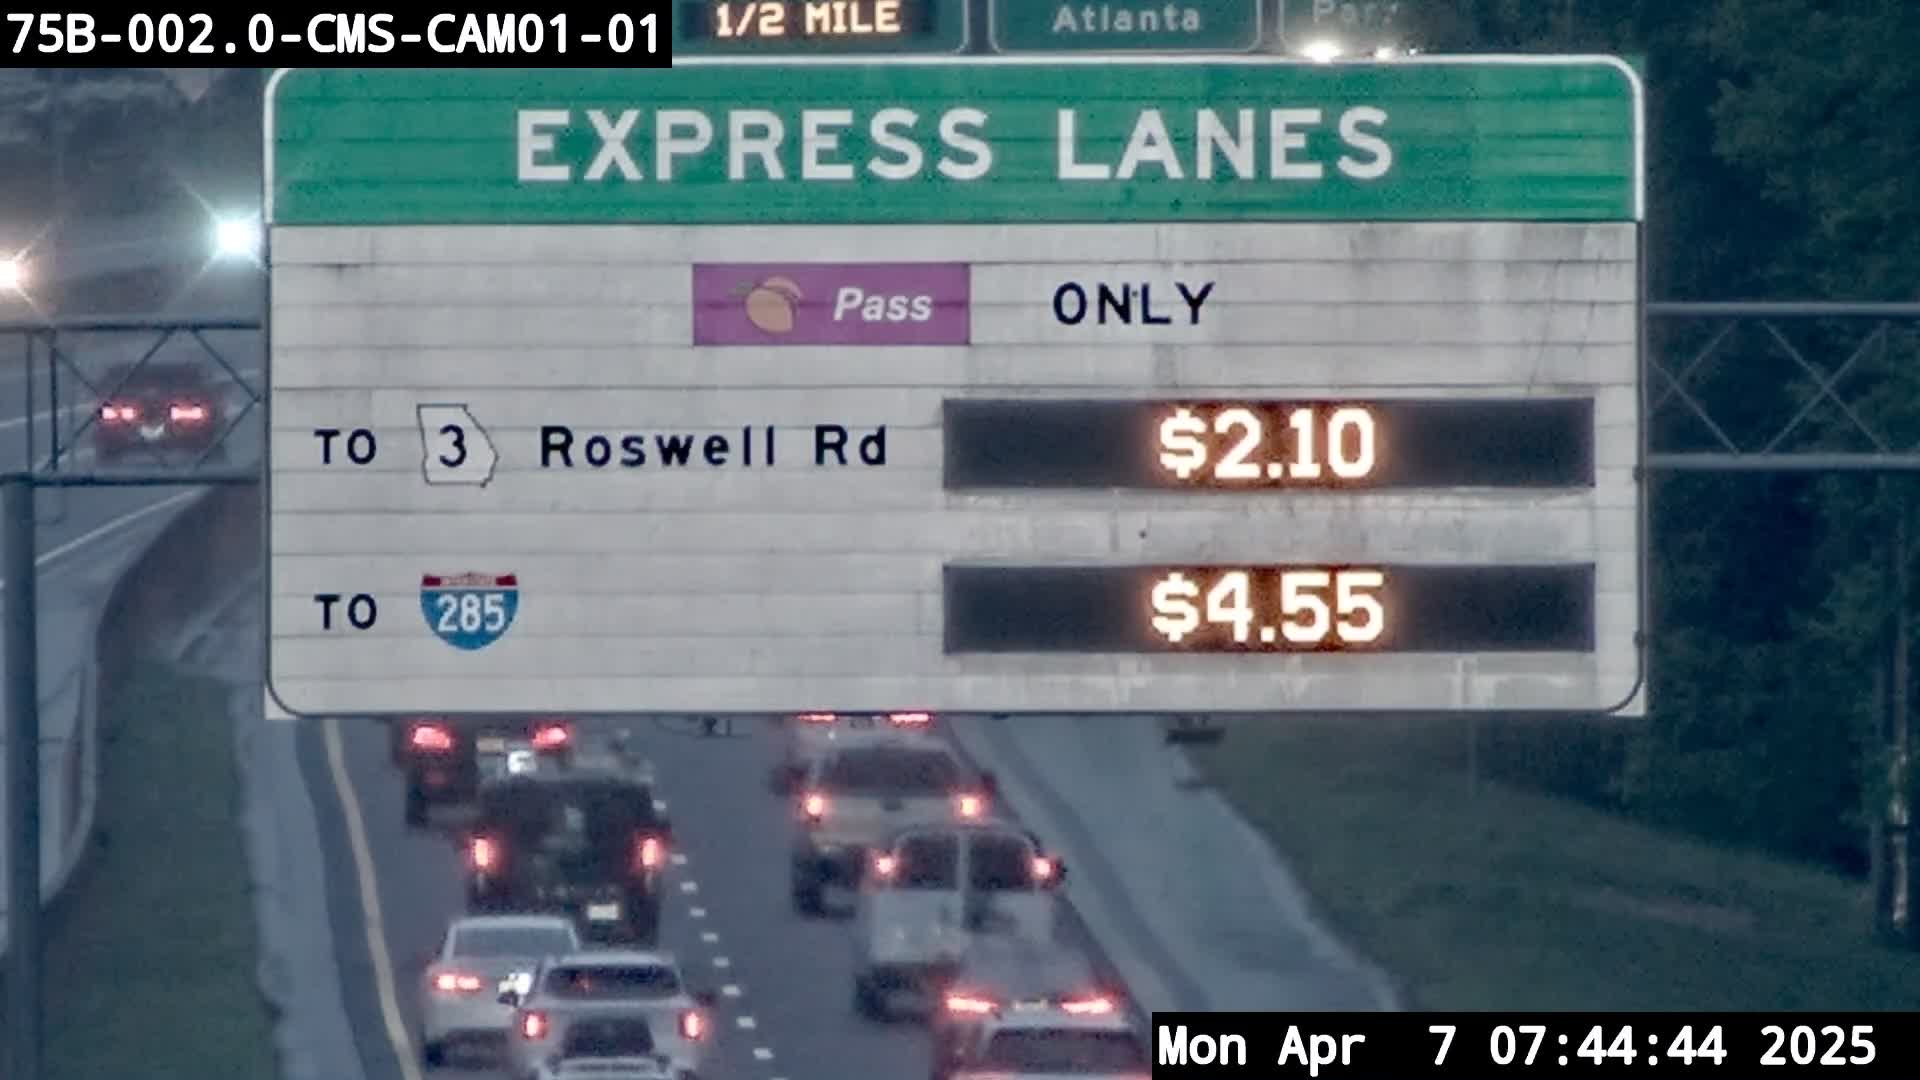 75B-002.0-CMS-CAM01-01
1/2 MILE
Atlanta
EXPRESS LANES
Pass ONLY
TO 3 Roswell Rd $2.10
TO 285 $4.55
Mon Apr 7 07:44:44 2025